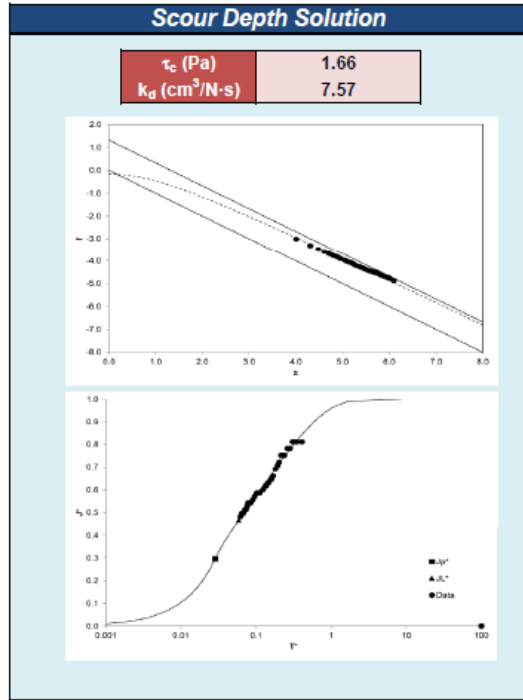 Scour Depth Solution
τc (Pa) 1.66
kd (cm³/N·s) 7.57
2.0
1.0
0.0
-1.0
-2.0
-3.0
-4.0
-5.0
-6.0
-7.0
-8.0
f
0.0 1.0 2.0 3.0 4.0 5.0 6.0 7.0 8.0
x
1.0
0.9
0.8
0.7
0.6
0.5
0.4
0.3
0.2
0.1
0.0
J*
Jp*
JL*
Data
0.001 0.01 0.1 1 10 100
T*